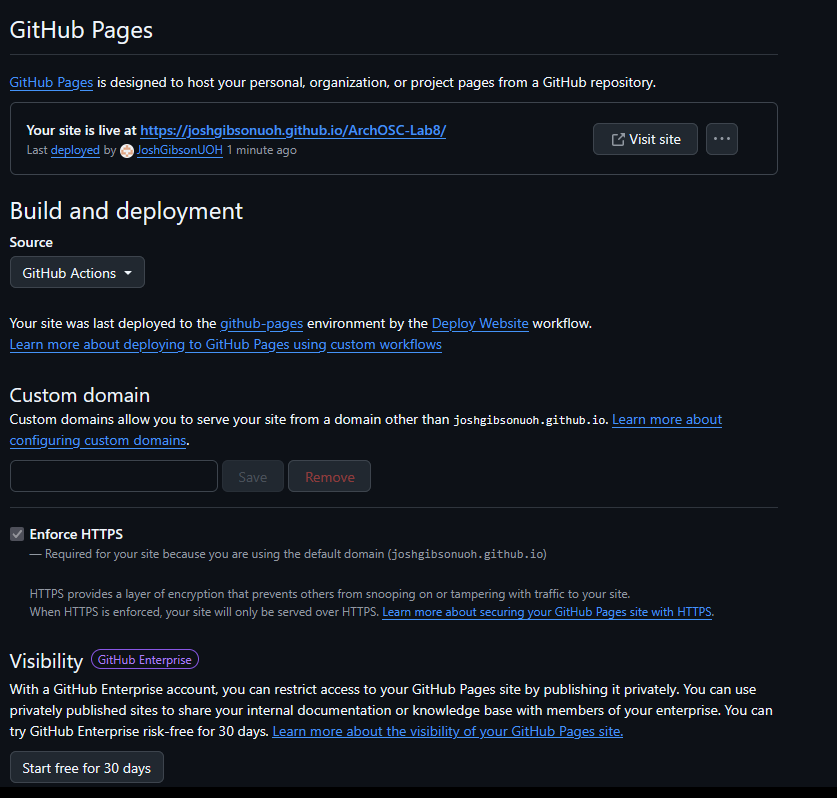 GitHub Pages
GitHub Pages is designed to host your personal, organization, or project pages from a GitHub repository.
Your site is live at https://joshgibsonuoh.github.io/ArchOSC-Lab8/
Last deployed by JoshGibsonUOH 1 minute ago
Visit site
Build and deployment
Source
GitHub Actions
Your site was last deployed to the github-pages environment by the Deploy Website workflow.
Learn more about deploying to GitHub Pages using custom workflows
Custom domain
Custom domains allow you to serve your site from a domain other than joshgibsonuoh.github.io. Learn more about
configuring custom domains.
Save Remove
Enforce HTTPS
— Required for your site because you are using the default domain (joshgibsonuoh.github.io)
HTTPS provides a layer of encryption that prevents others from snooping on or tampering with traffic to your site.
When HTTPS is enforced, your site will only be served over HTTPS. Learn more about securing your GitHub Pages site with HTTPS.
Visibility GitHub Enterprise
With a GitHub Enterprise account, you can restrict access to your GitHub Pages site by publishing it privately. You can use
privately published sites to share your internal documentation or knowledge base with members of your enterprise. You can
try GitHub Enterprise risk-free for 30 days. Learn more about the visibility of your GitHub Pages site.
Start free for 30 days